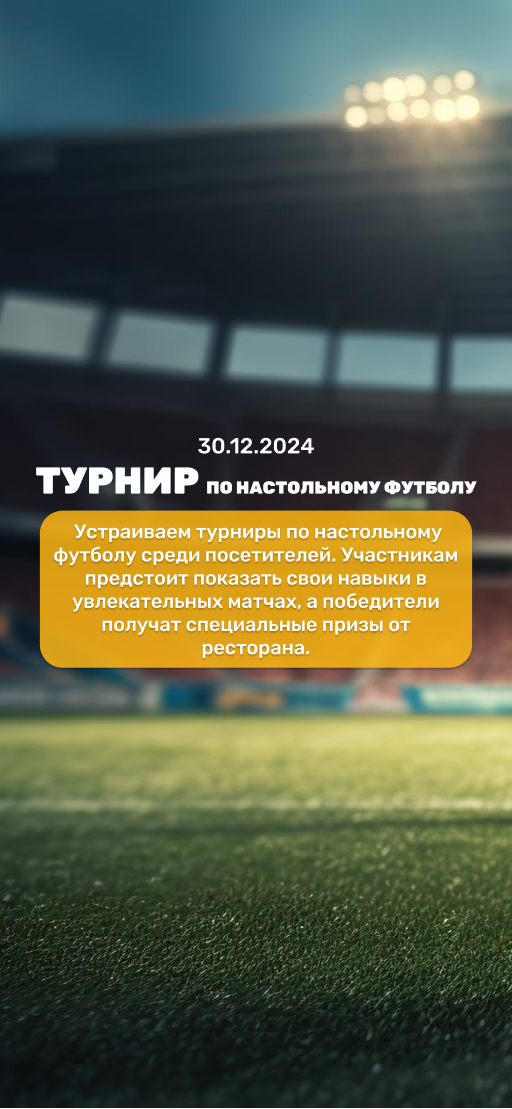 30.12.2024
ТУРНИР ПО НАСТОЛЬНОМУ ФУТБОЛУ
Устраиваем турниры по настольному
футболу среди посетителей. Участникам
предстоит показать свои навыки в
увлекательных матчах, а победители
получат специальные призы от
ресторана.